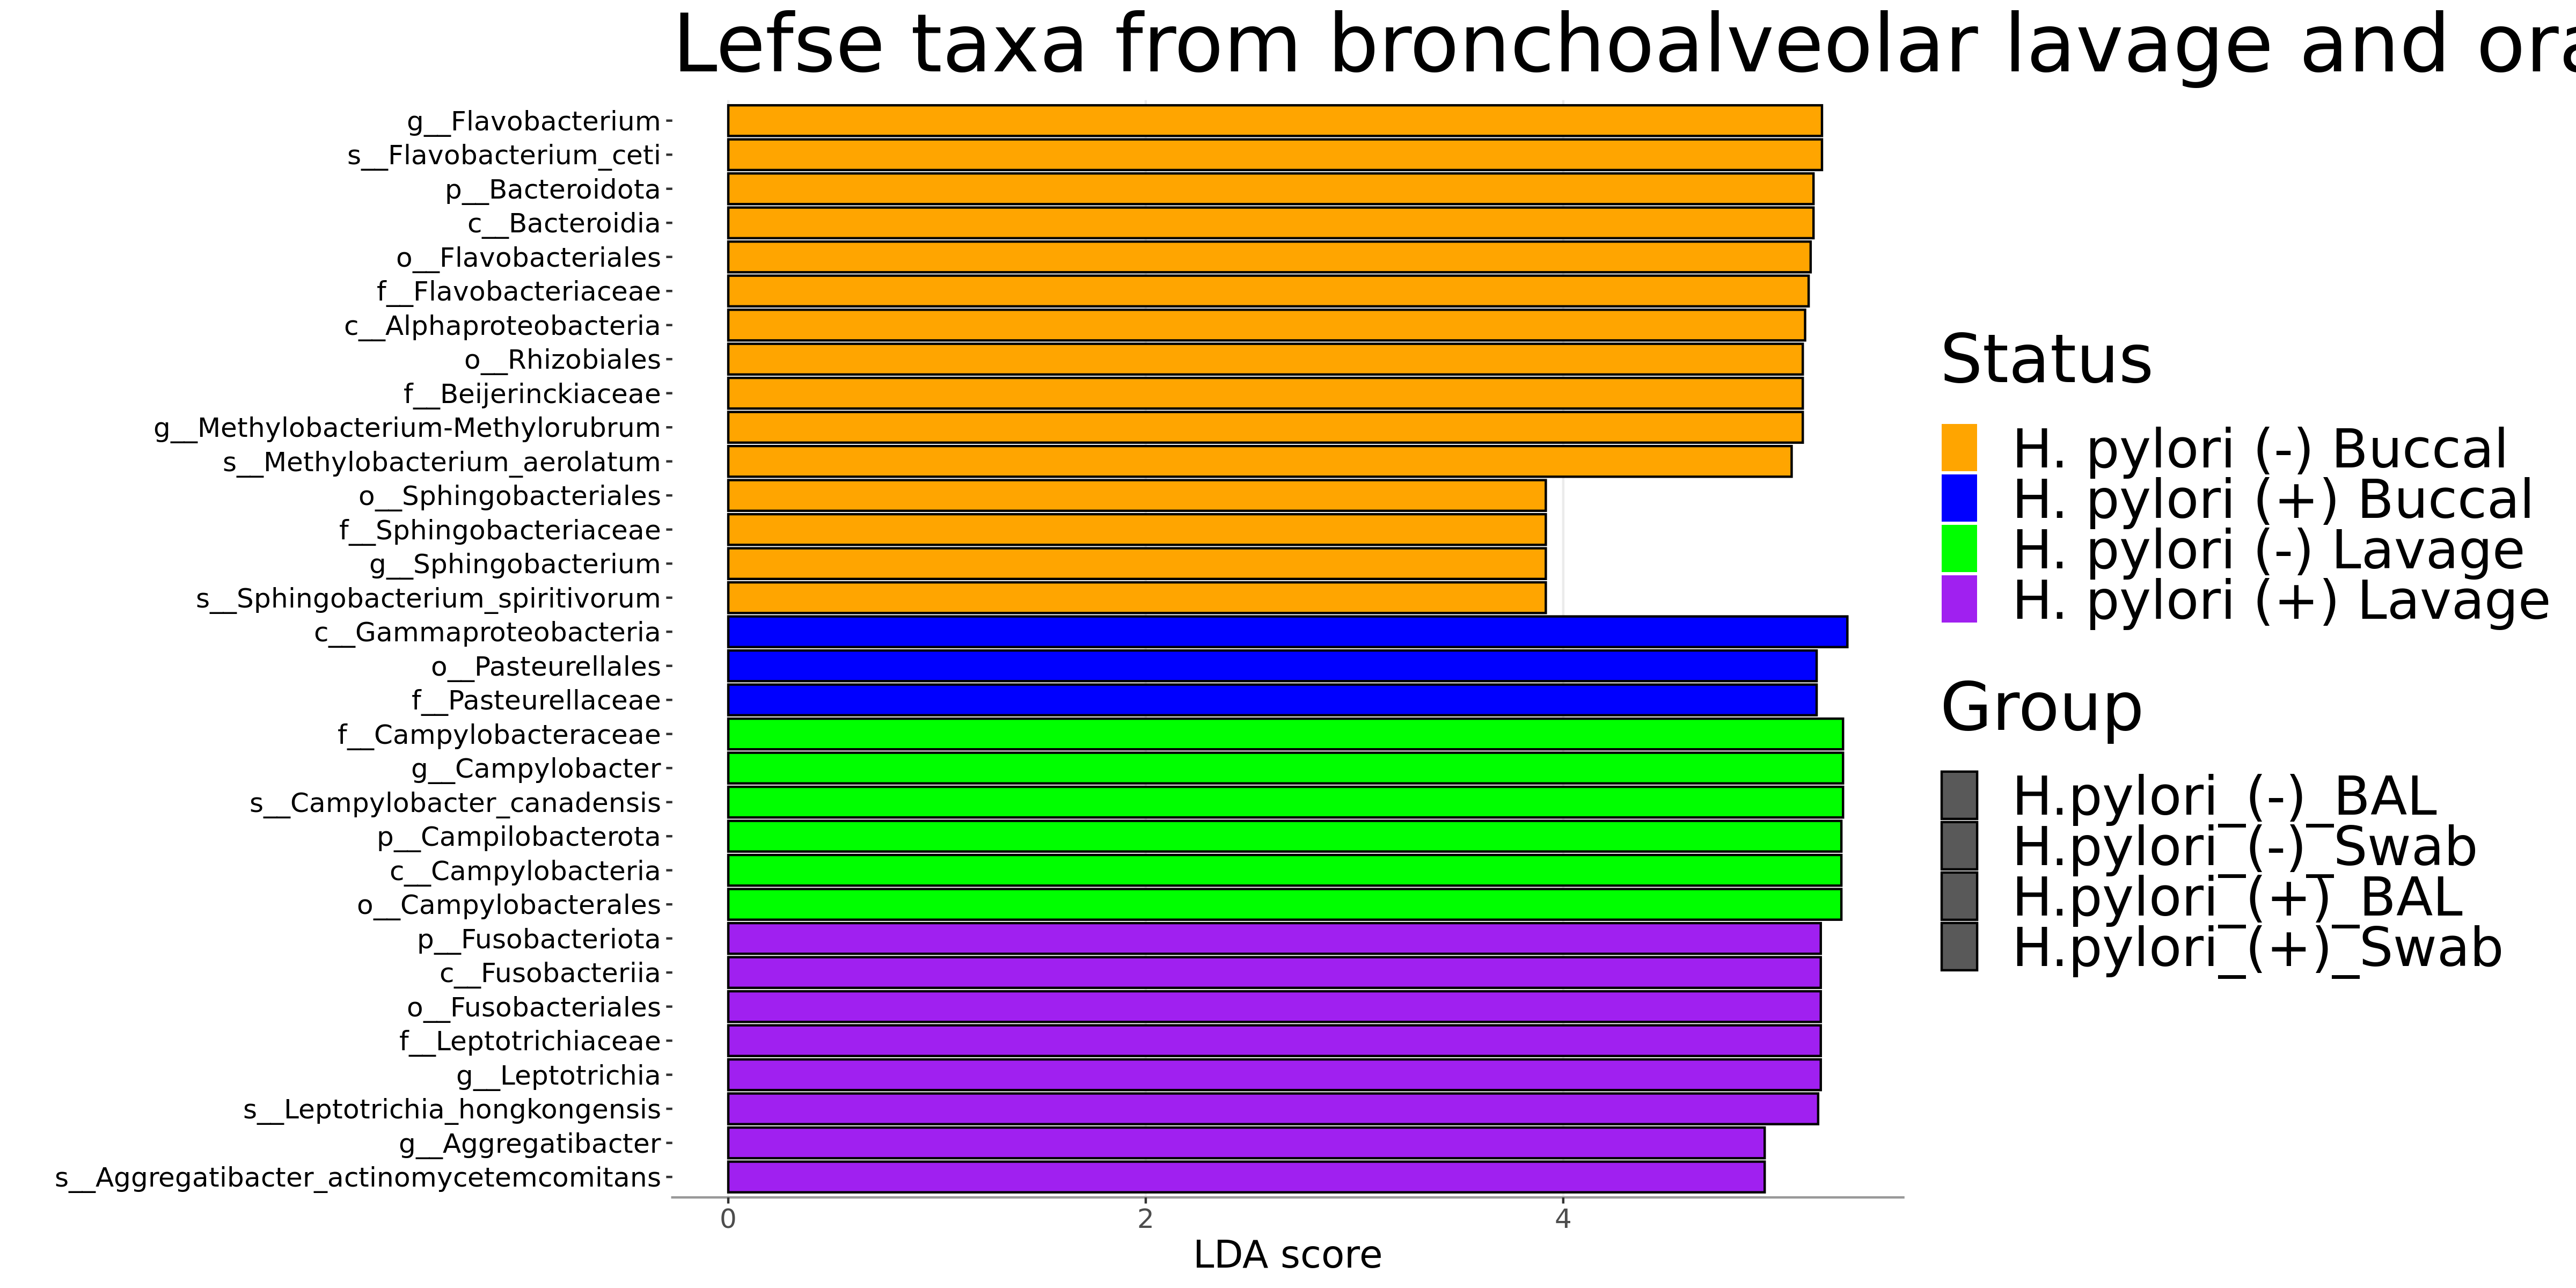 Lefse taxa from bronchoalveolar lavage and
g__Flavobacterium
s__Flavobacterium_ceti
p__Bacteroidota
c__Bacteroidia
o__Flavobacteriales
f__Flavobacteriaceae
c__Alphaproteobacteria
o__Rhizobiales
f__Beijerinckiaceae
g__Methylobacterium-Methylorubrum
s__Methylobacterium_aerolatum
o__Sphingobacteriales
f__Sphingobacteriaceae
g__Sphingobacterium
s__Sphingobacterium_spiritivorum
c__Gammaproteobacteria
o__Pasteurellales
f__Pasteurellaceae
f__Campylobacteraceae
g__Campylobacter
s__Campylobacter_canadensis
p__Campilobacterota
c__Campylobacteria
o__Campylobacterales
p__Fusobacteriota
c__Fusobacteriia
o__Fusobacteriales
f__Leptotrichiaceae
g__Leptotrichia
s__Leptotrichia_hongkongensis
g__Aggregatibacter
s__Aggregatibacter_actinomycetemcomitans
0 2 4
LDA score
Status
H. pylori (-) Buccal
H. pylori (+) Buccal
H. pylori (-) Lavage
H. pylori (+) Lavage
Group
H.pylori_(-)_BAL
H.pylori_(-)_Swab
H.pylori_(+)_BAL
H.pylori_(+)_Swab